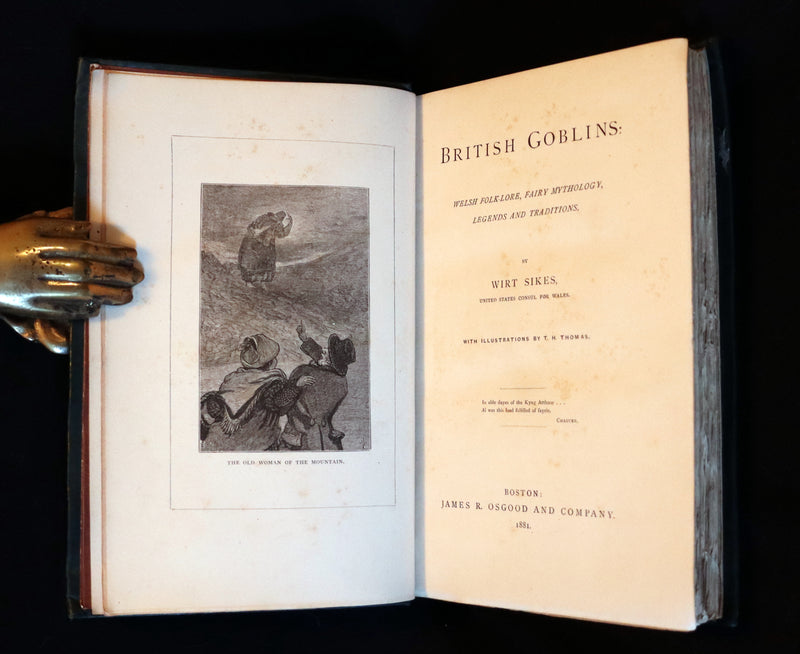 THE OLD WOMAN OF THE MOUNTAIN.
BRITISH GOBLINS:
WELSH FOLK-LORE, FAIRY MYTHOLOGY,
LEGENDS AND TRADITIONS.
BY
WIRT SIKES,
UNITED STATES CONSUL FOR WALES.
WITH ILLUSTRATIONS BY T. H. THOMAS.
In olde dayes of the Kyng Arthour . . .
Al was this lond fulfilled of fayrie.
CHAUCER.
BOSTON:
JAMES R. OSGOOD AND COMPANY.
1881.